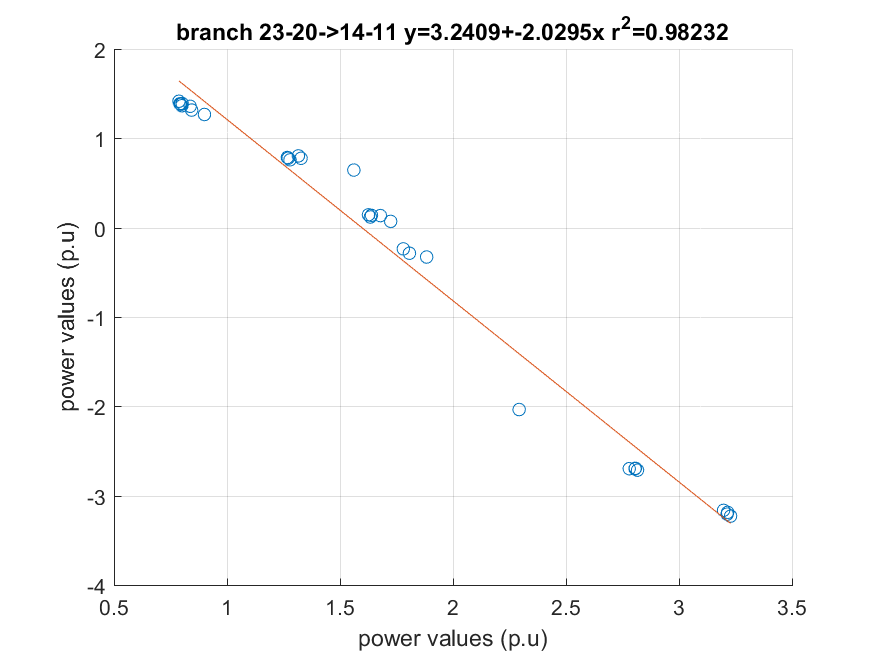 branch 23-20->14-11 y=3.2409+-2.0295x r²=0.98232
2
1
0
-1
-2
-3
-4
power values (p.u)
0.5 1 1.5 2 2.5 3 3.5
power values (p.u)